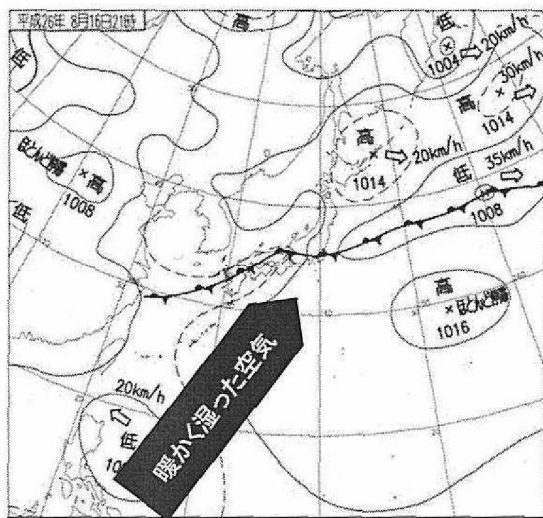 平成26年 8月16日21時
高
低
20km/h
1004
低
30km/h
高
1014
高
20km/h
1014
低
35km/h
1008
ほとんど停滞
高
1008
低
高
ほとんど停滞
1016
20km/h
低
暖かく湿った空気